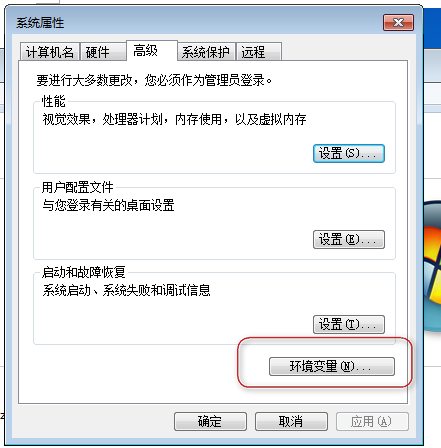 系统属性
计算机名
硬件
高级
系统保护
远程
要进行大多数更改，您必须作为管理员登录。
性能
视觉效果，处理器计划，内存使用，以及虚拟内存
设置(S)...
用户配置文件
与您登录有关的桌面设置
设置(E)...
启动和故障恢复
系统启动、系统失败和调试信息
设置(T)...
环境变量(N)...
确定
取消
应用(A)